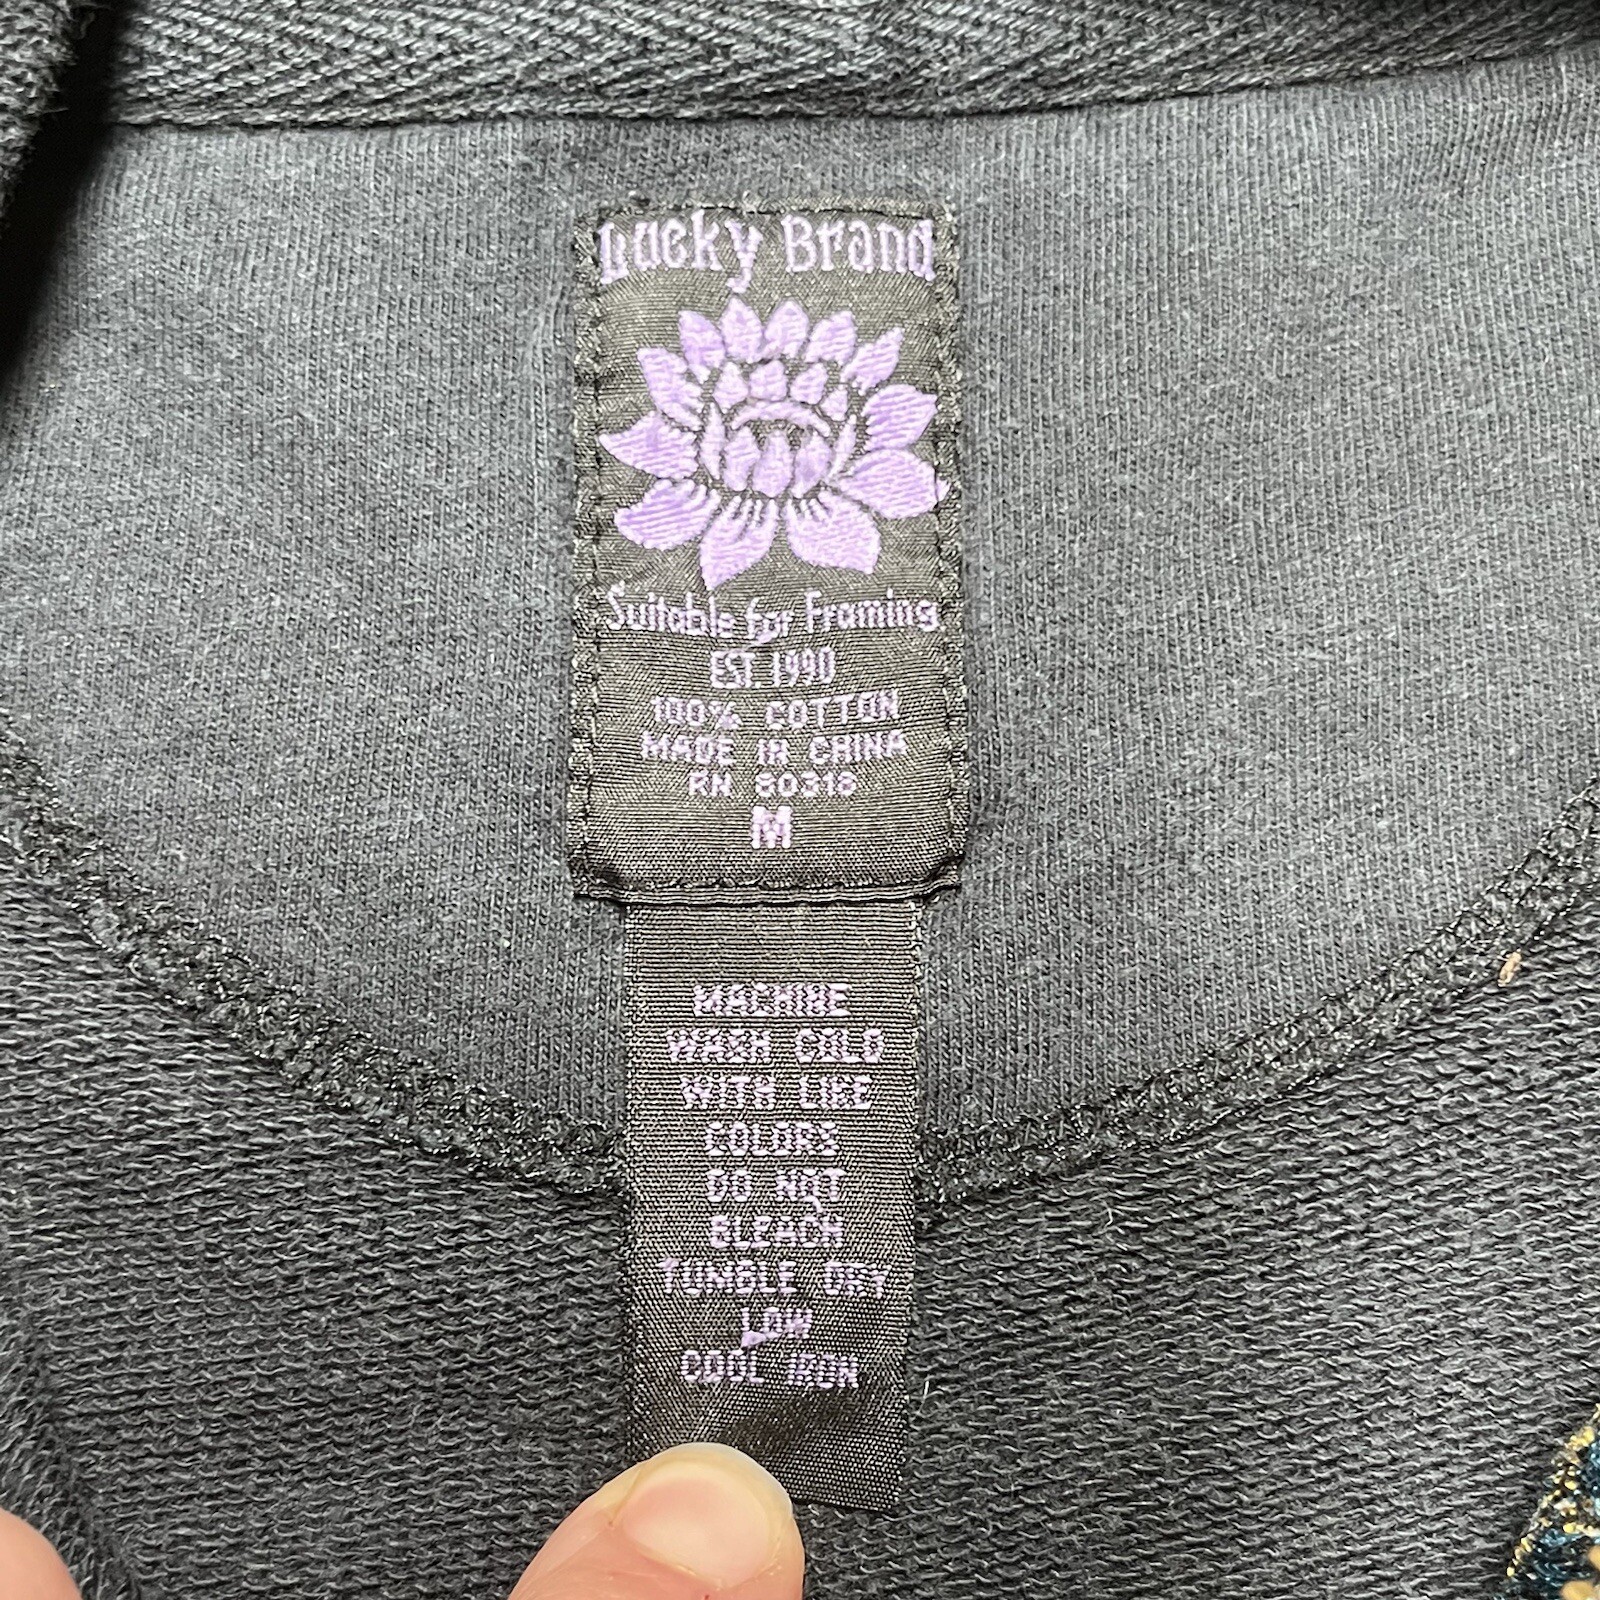 Lucky Brand
Suitable for Framing
EST. 1990
100% COTTON
MADE IN CHINA
RN 80318
M
MACHINE
WASH COLD
WITH LIKE
COLORS
DO NOT
BLEACH
TUMBLE DRY
LOW
COOL IRON